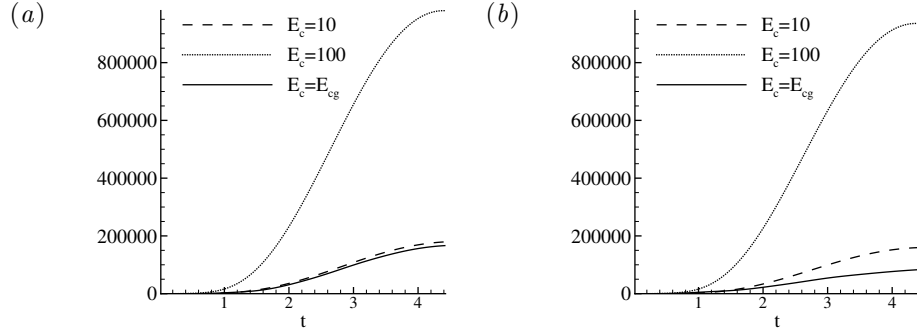 (a)
E_c=10
E_c=100
E_c=E_cg
800000
600000
400000
200000
0
1 2 3 4
t
(b)
E_c=10
E_c=100
E_c=E_cg
800000
600000
400000
200000
0
1 2 3 4
t